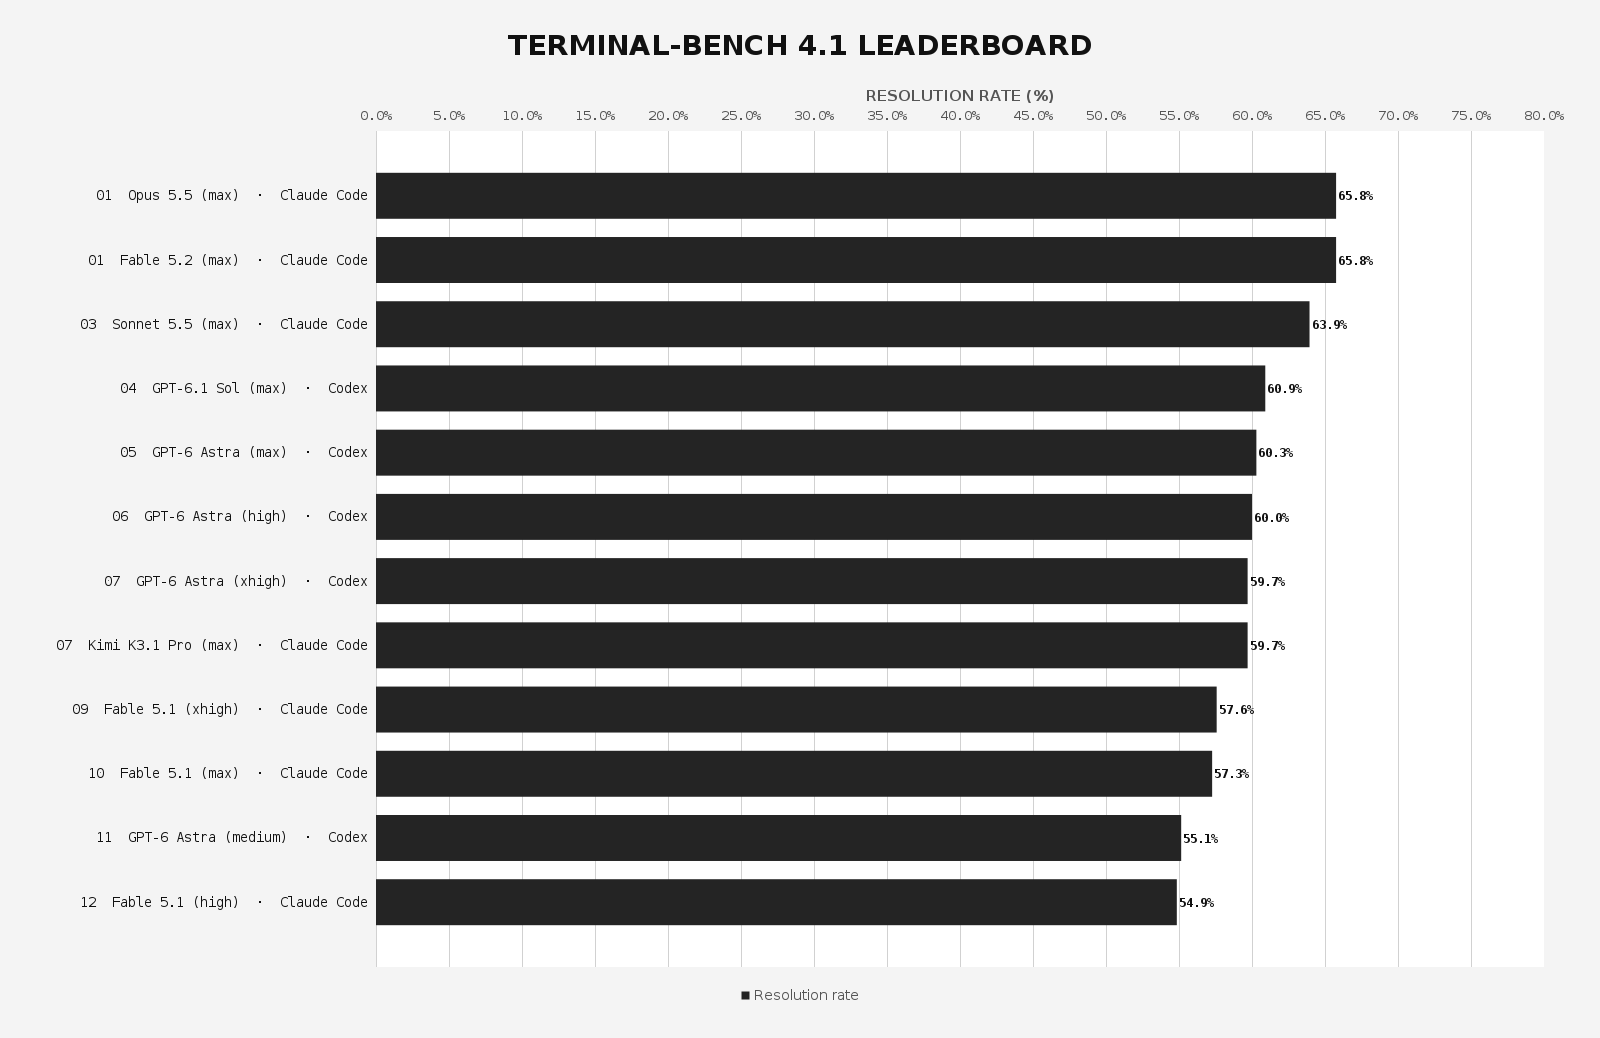 TERMINAL-BENCH 4.1 LEADERBOARD
RESOLUTION RATE (%)
0.0% 5.0% 10.0% 15.0% 20.0% 25.0% 30.0% 35.0% 40.0% 45.0% 50.0% 55.0% 60.0% 65.0% 70.0% 75.0% 80.0%
01 Opus 5.5 (max) · Claude Code 65.8%
01 Fable 5.2 (max) · Claude Code 65.8%
03 Sonnet 5.5 (max) · Claude Code 63.9%
04 GPT-6.1 Sol (max) · Codex 60.9%
05 GPT-6 Astra (max) · Codex 60.3%
06 GPT-6 Astra (high) · Codex 60.0%
07 GPT-6 Astra (xhigh) · Codex 59.7%
07 Kimi K3.1 Pro (max) · Claude Code 59.7%
09 Fable 5.1 (xhigh) · Claude Code 57.6%
10 Fable 5.1 (max) · Claude Code 57.3%
11 GPT-6 Astra (medium) · Codex 55.1%
12 Fable 5.1 (high) · Claude Code 54.9%
Resolution rate